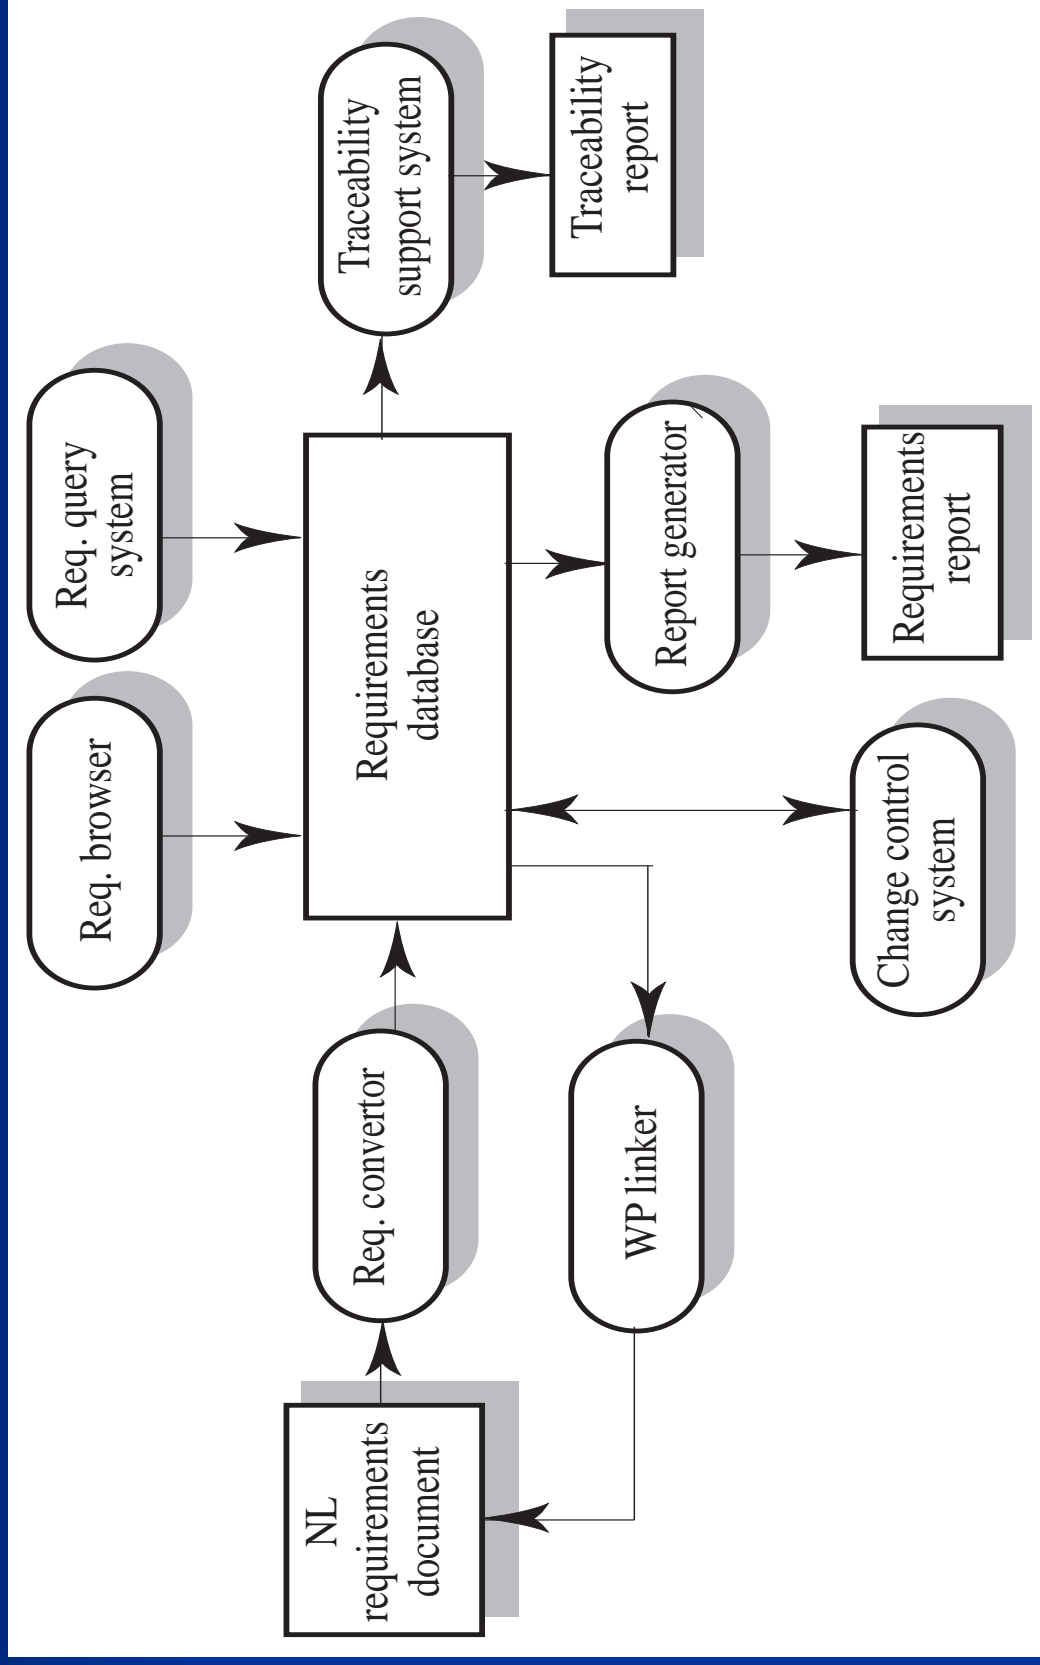 Req. browser
Req. query
system
NL
requirements
document
Req. convertor
Requirements
database
Traceability
support system
WP linker
Report generator
Traceability
report
Change control
system
Requirements
report